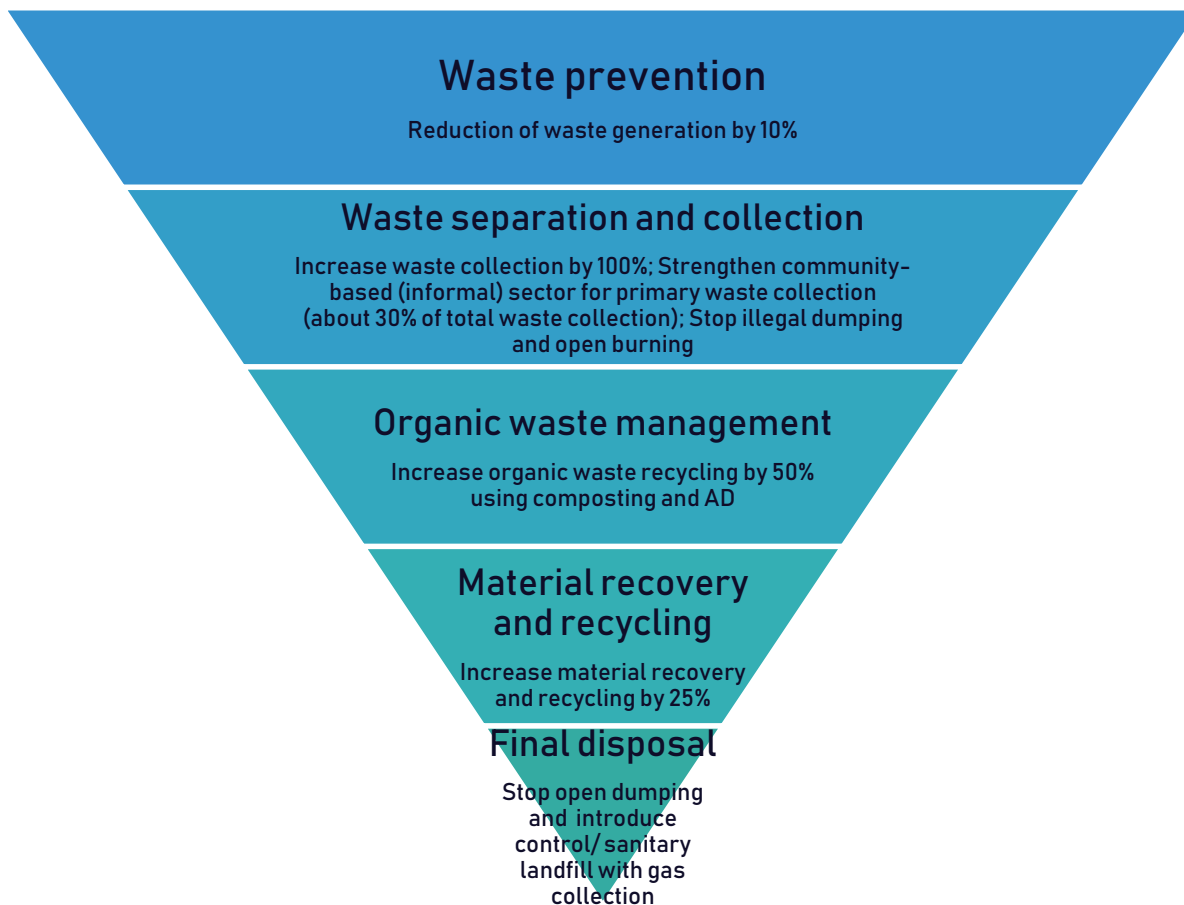 Waste prevention
Reduction of waste generation by 10%
Waste separation and collection
Increase waste collection by 100%; Strengthen community-
based (informal) sector for primary waste collection
(about 30% of total waste collection); Stop illegal dumping
and open burning
Organic waste management
Increase organic waste recycling by 50%
using composting and AD
Material recovery
and recycling
Increase material recovery
and recycling by 25%
Final disposal
Stop open dumping
and introduce
control/ sanitary
landfill with gas
collection